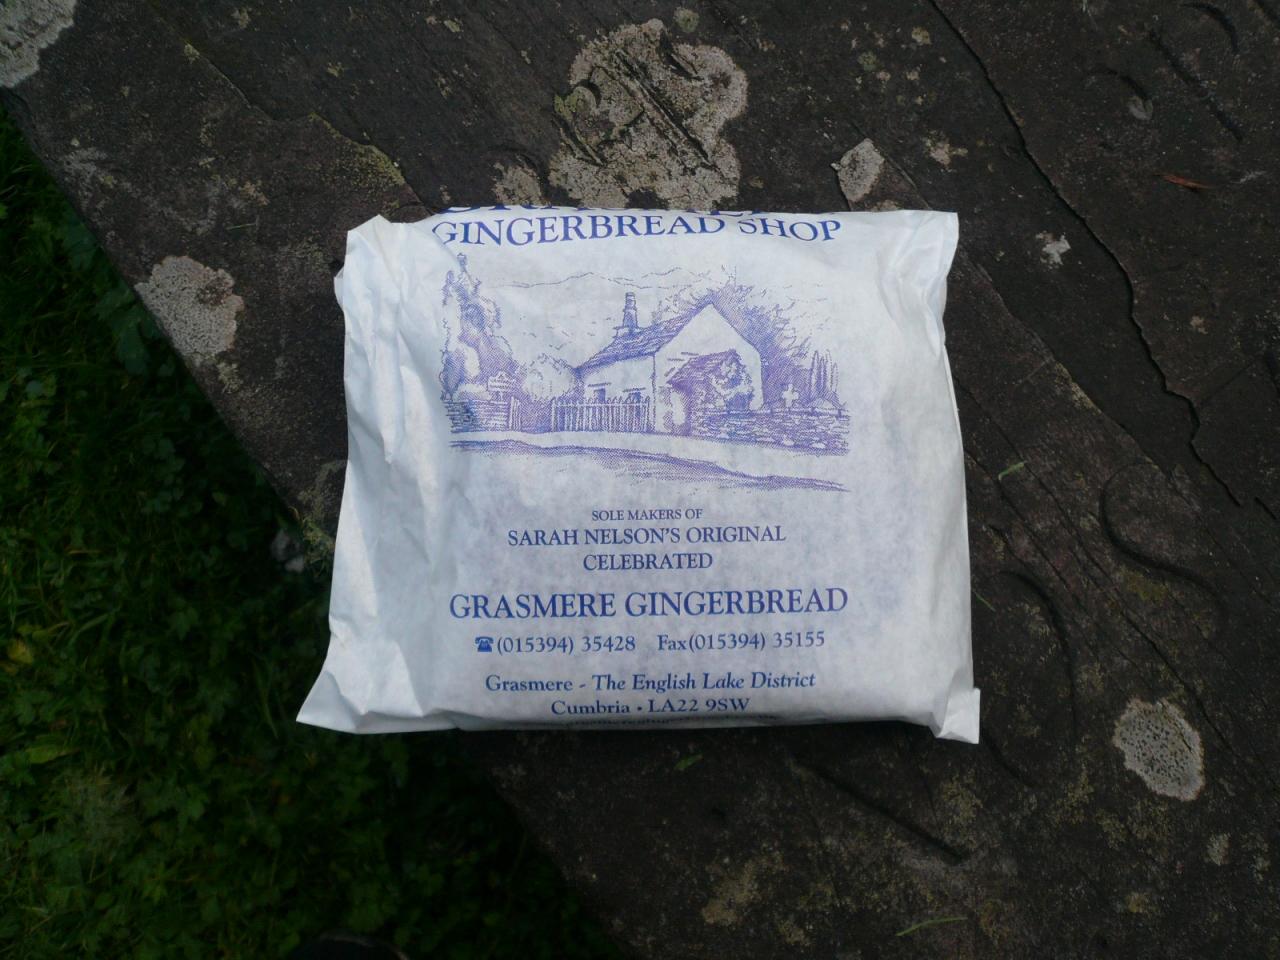 GINGERBREAD SHOP
SOLE MAKERS OF
SARAH NELSON'S ORIGINAL
CELEBRATED
GRASMERE GINGERBREAD
☎(015394) 35428 Fax(015394) 35155
Grasmere - The English Lake District
Cumbria • LA22 9SW